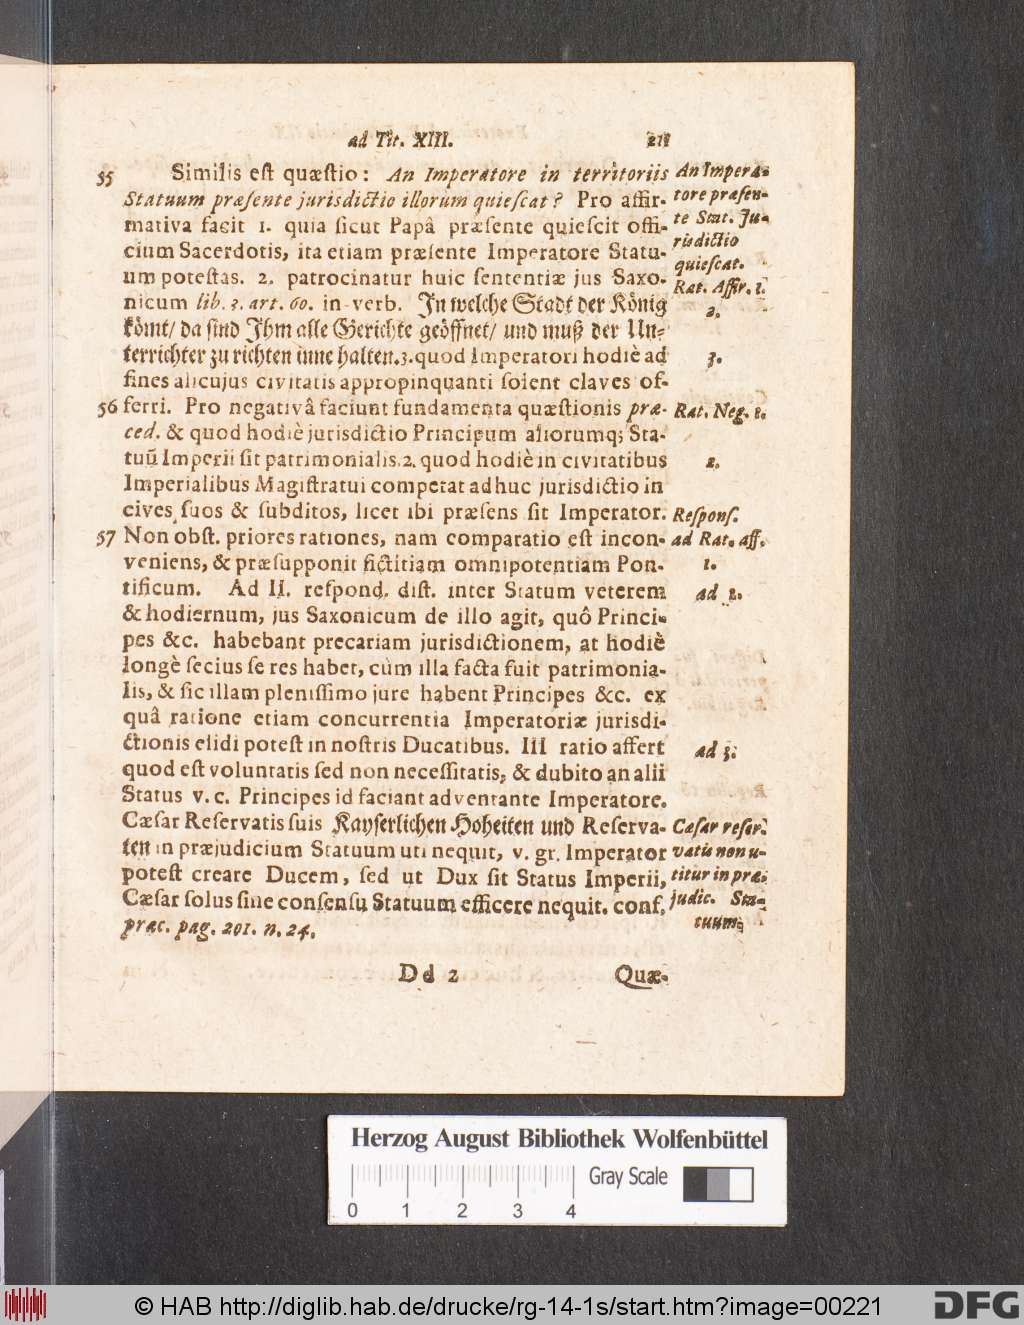 ad Tit. XIII. 211
55 Similis est quæstio: An Imperatore in territoriis
Statuum præsente jurisdictio illorum quiescat? Pro affir-
mativa facit 1. quia sicut Papâ præsente quiescit offi-
cium Sacerdotis, ita etiam præsente Imperatore Statu-
um potestas. 2. patrocinatur huic sententiæ jus Saxo-
nicum lib. 3. art. 60. in verb. In welche Stadt der König
kömt/ da sind Ihm alle Gerichte geöffnet/ und muß der Un-
terrichter zu richten inne halten. 3. quod Imperatori hodiè ad
fines alicujus civitatis appropinquanti solent claves of-
56 ferri. Pro negativâ faciunt fundamenta quæstionis præ-
ced. & quod hodiè jurisdictio Principum aliorumq; Sta-
tuũ Imperii sit patrimonialis. 2. quod hodiè in civitatibus
Imperialibus Magistratui competat adhuc jurisdictio in
cives suos & subditos, licet ibi præsens sit Imperator.
57 Non obst. priores rationes, nam comparatio est incon-
veniens, & præsupponit fictitiam omnipotentiam Pon-
tificum. Ad II. respond. dist. inter Statum veterem
& hodiernum, jus Saxonicum de illo agit, quô Princi-
pes &c. habebant precariam jurisdictionem, at hodiè
longè secius se res habet, cùm illa facta fuit patrimonia-
lis, & sic illam plenissimo jure habent Principes &c. ex
quâ ratione etiam concurrentia Imperatoriæ jurisdi-
ctionis elidi potest in nostris Ducatibus. III ratio affert
quod est voluntatis sed non necessitatis, & dubito an alii
Status v. c. Principes id faciant adventante Imperatore.
Cæsar Reservatis suis Kayserlichen Hoheiten und Reserva-
ten in præjudicium Statuum uti nequit, v. gr. Imperator
potest creare Ducem, sed ut Dux sit Status Imperii,
Cæsar solus sine consensu Statuum efficere nequit. conf.
præc. pag. 201. n. 24.
Dd 2 Quæ-
An Impera-
tore præsen-
te Stat. Ju-
risdictio
quiescat.
Rat. Affir. 1.
2.
3.
Rat. Neg. 1.
2.
Respons.
ad Rat. aff.
1.
ad 2.
ad 3.
Cæsar reser-
vatis non u-
titur in præ-
judic. Sta-
tuum
Herzog August Bibliothek Wolfenbüttel
Gray Scale
0 1 2 3 4
© HAB http://diglib.hab.de/drucke/rg-14-1s/start.htm?image=00221
DFG